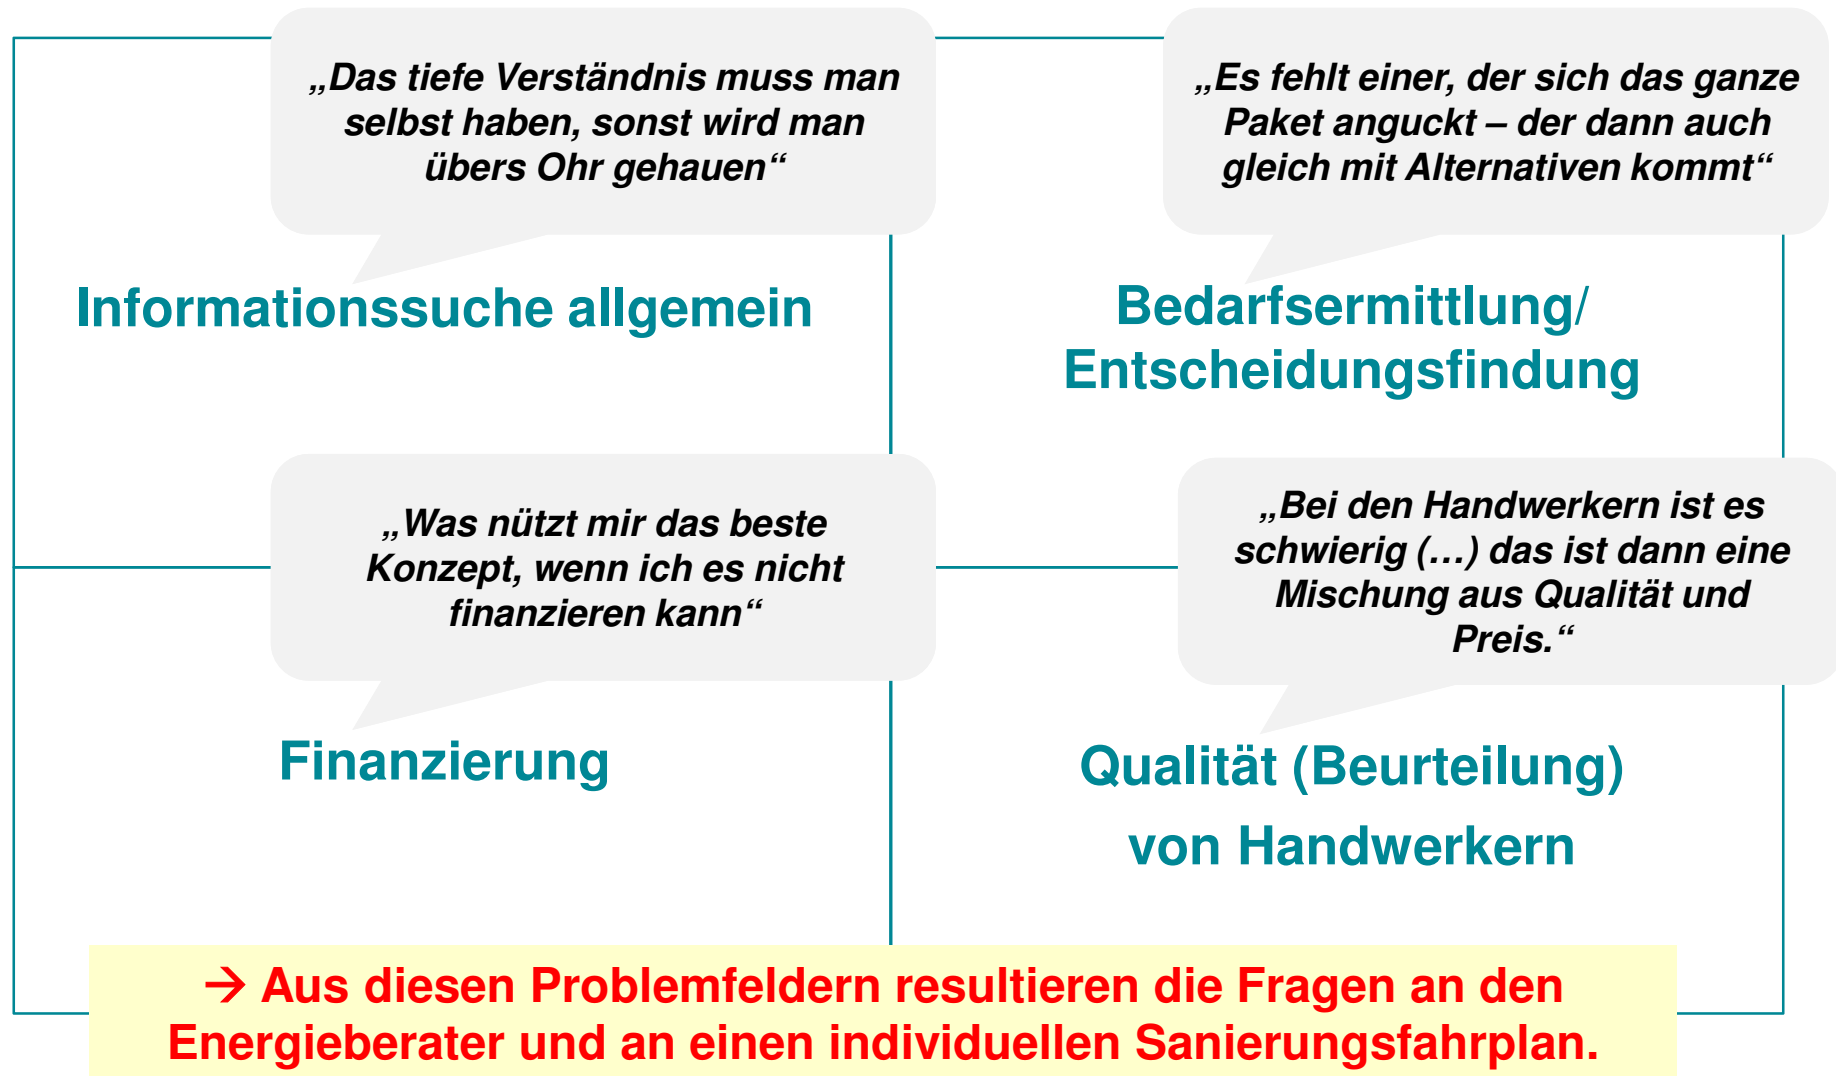 „Das tiefe Verständnis muss man
selbst haben, sonst wird man
übers Ohr gehauen“
Informationssuche allgemein
„Es fehlt einer, der sich das ganze
Paket anguckt – der dann auch
gleich mit Alternativen kommt“
Bedarfsermittlung/
Entscheidungsfindung
„Was nützt mir das beste
Konzept, wenn ich es nicht
finanzieren kann“
Finanzierung
„Bei den Handwerkern ist es
schwierig (…) das ist dann eine
Mischung aus Qualität und
Preis.“
Qualität (Beurteilung)
von Handwerkern
→ Aus diesen Problemfeldern resultieren die Fragen an den
Energieberater und an einen individuellen Sanierungsfahrplan.